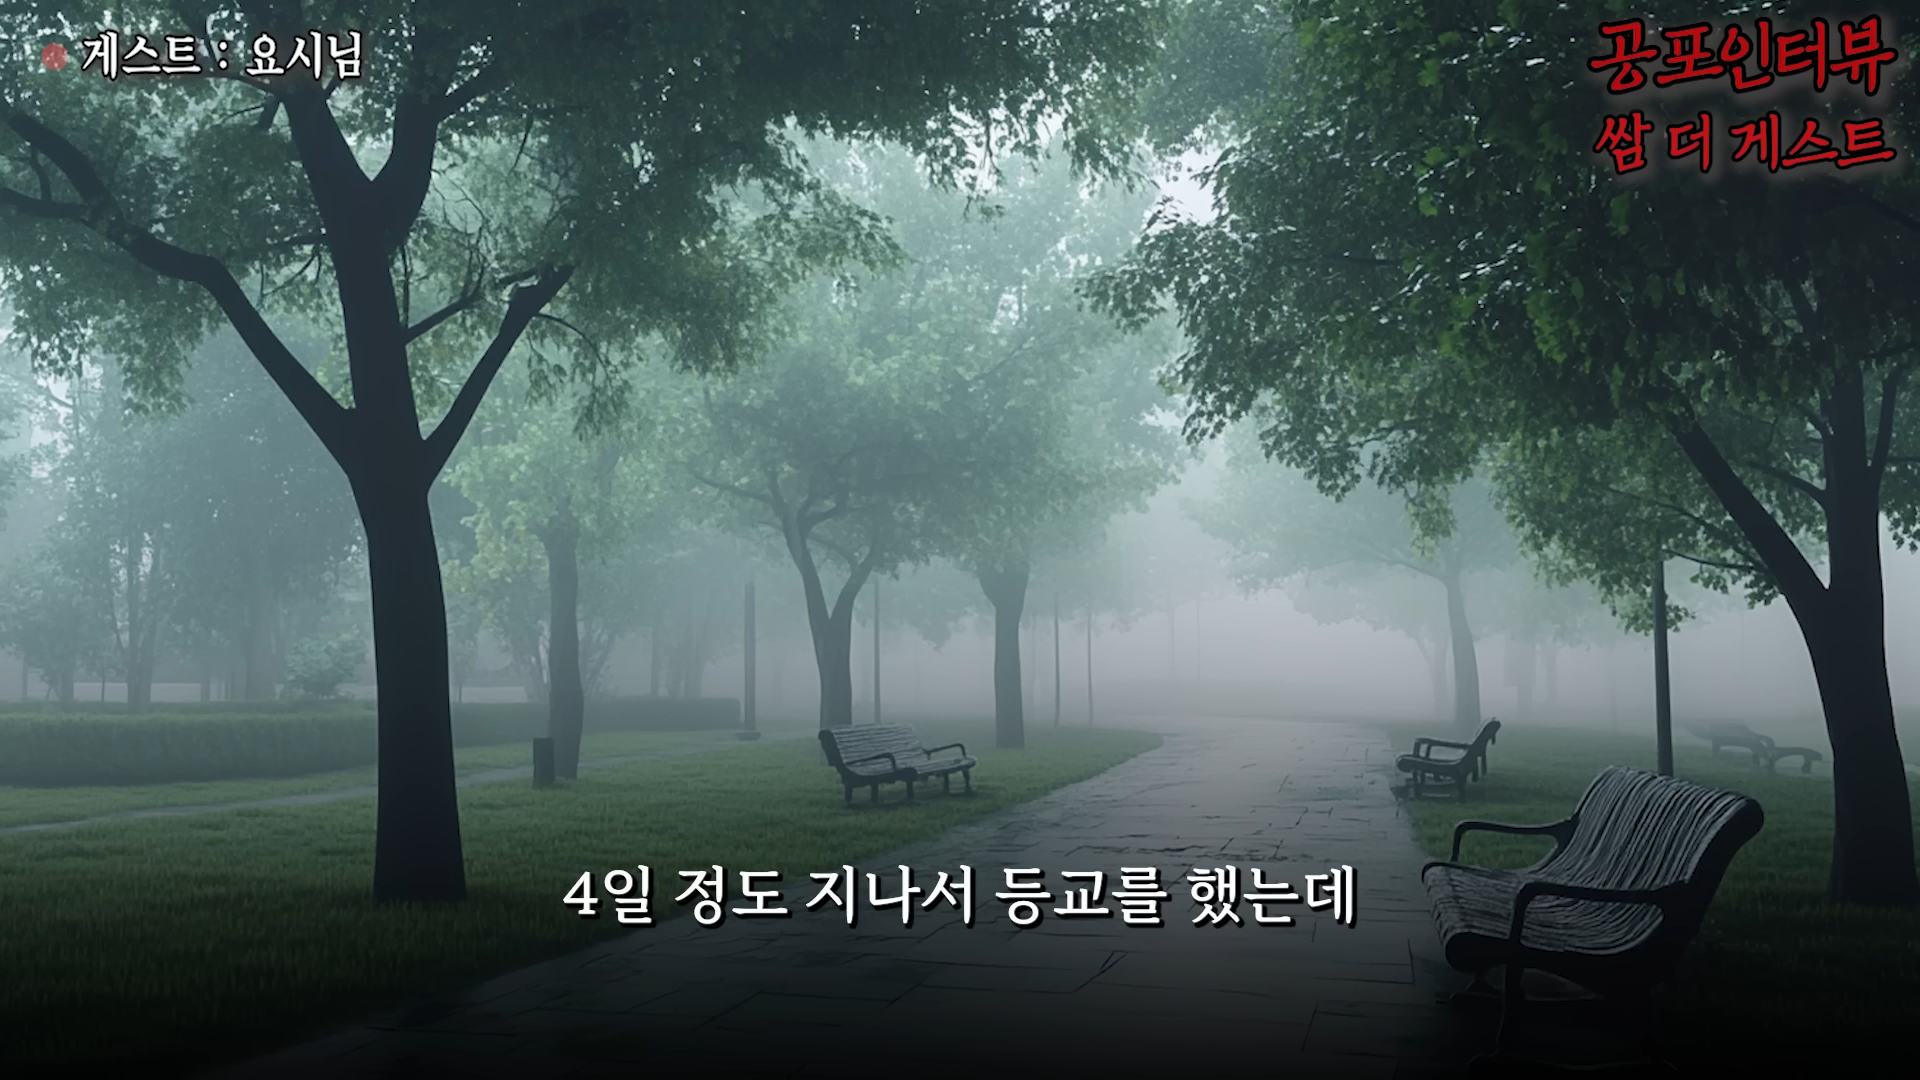 게스트 : 요시님
공포인터뷰
쌈 더 게스트
4일 정도 지나서 등교를 했는데